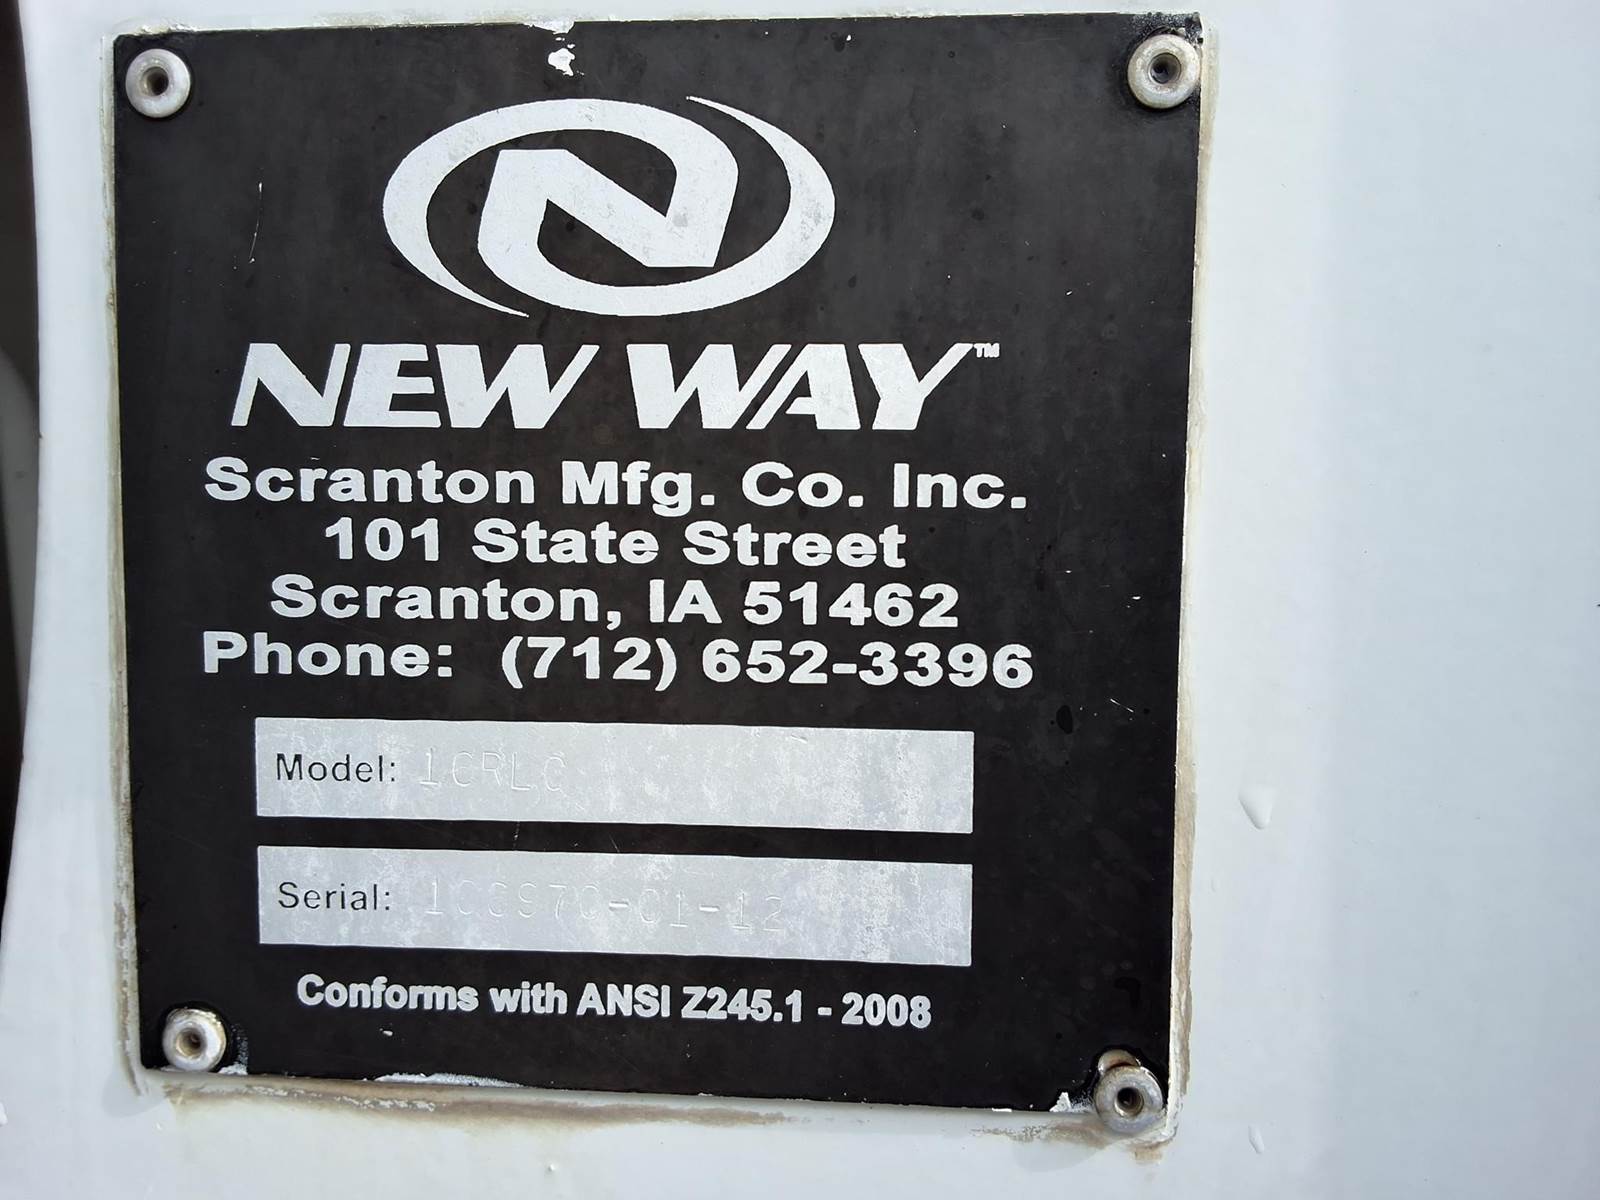 NEW WAY™
Scranton Mfg. Co. Inc.
101 State Street
Scranton, IA 51462
Phone: (712) 652-3396
Model:
Serial:
Conforms with ANSI Z245.1 - 2008